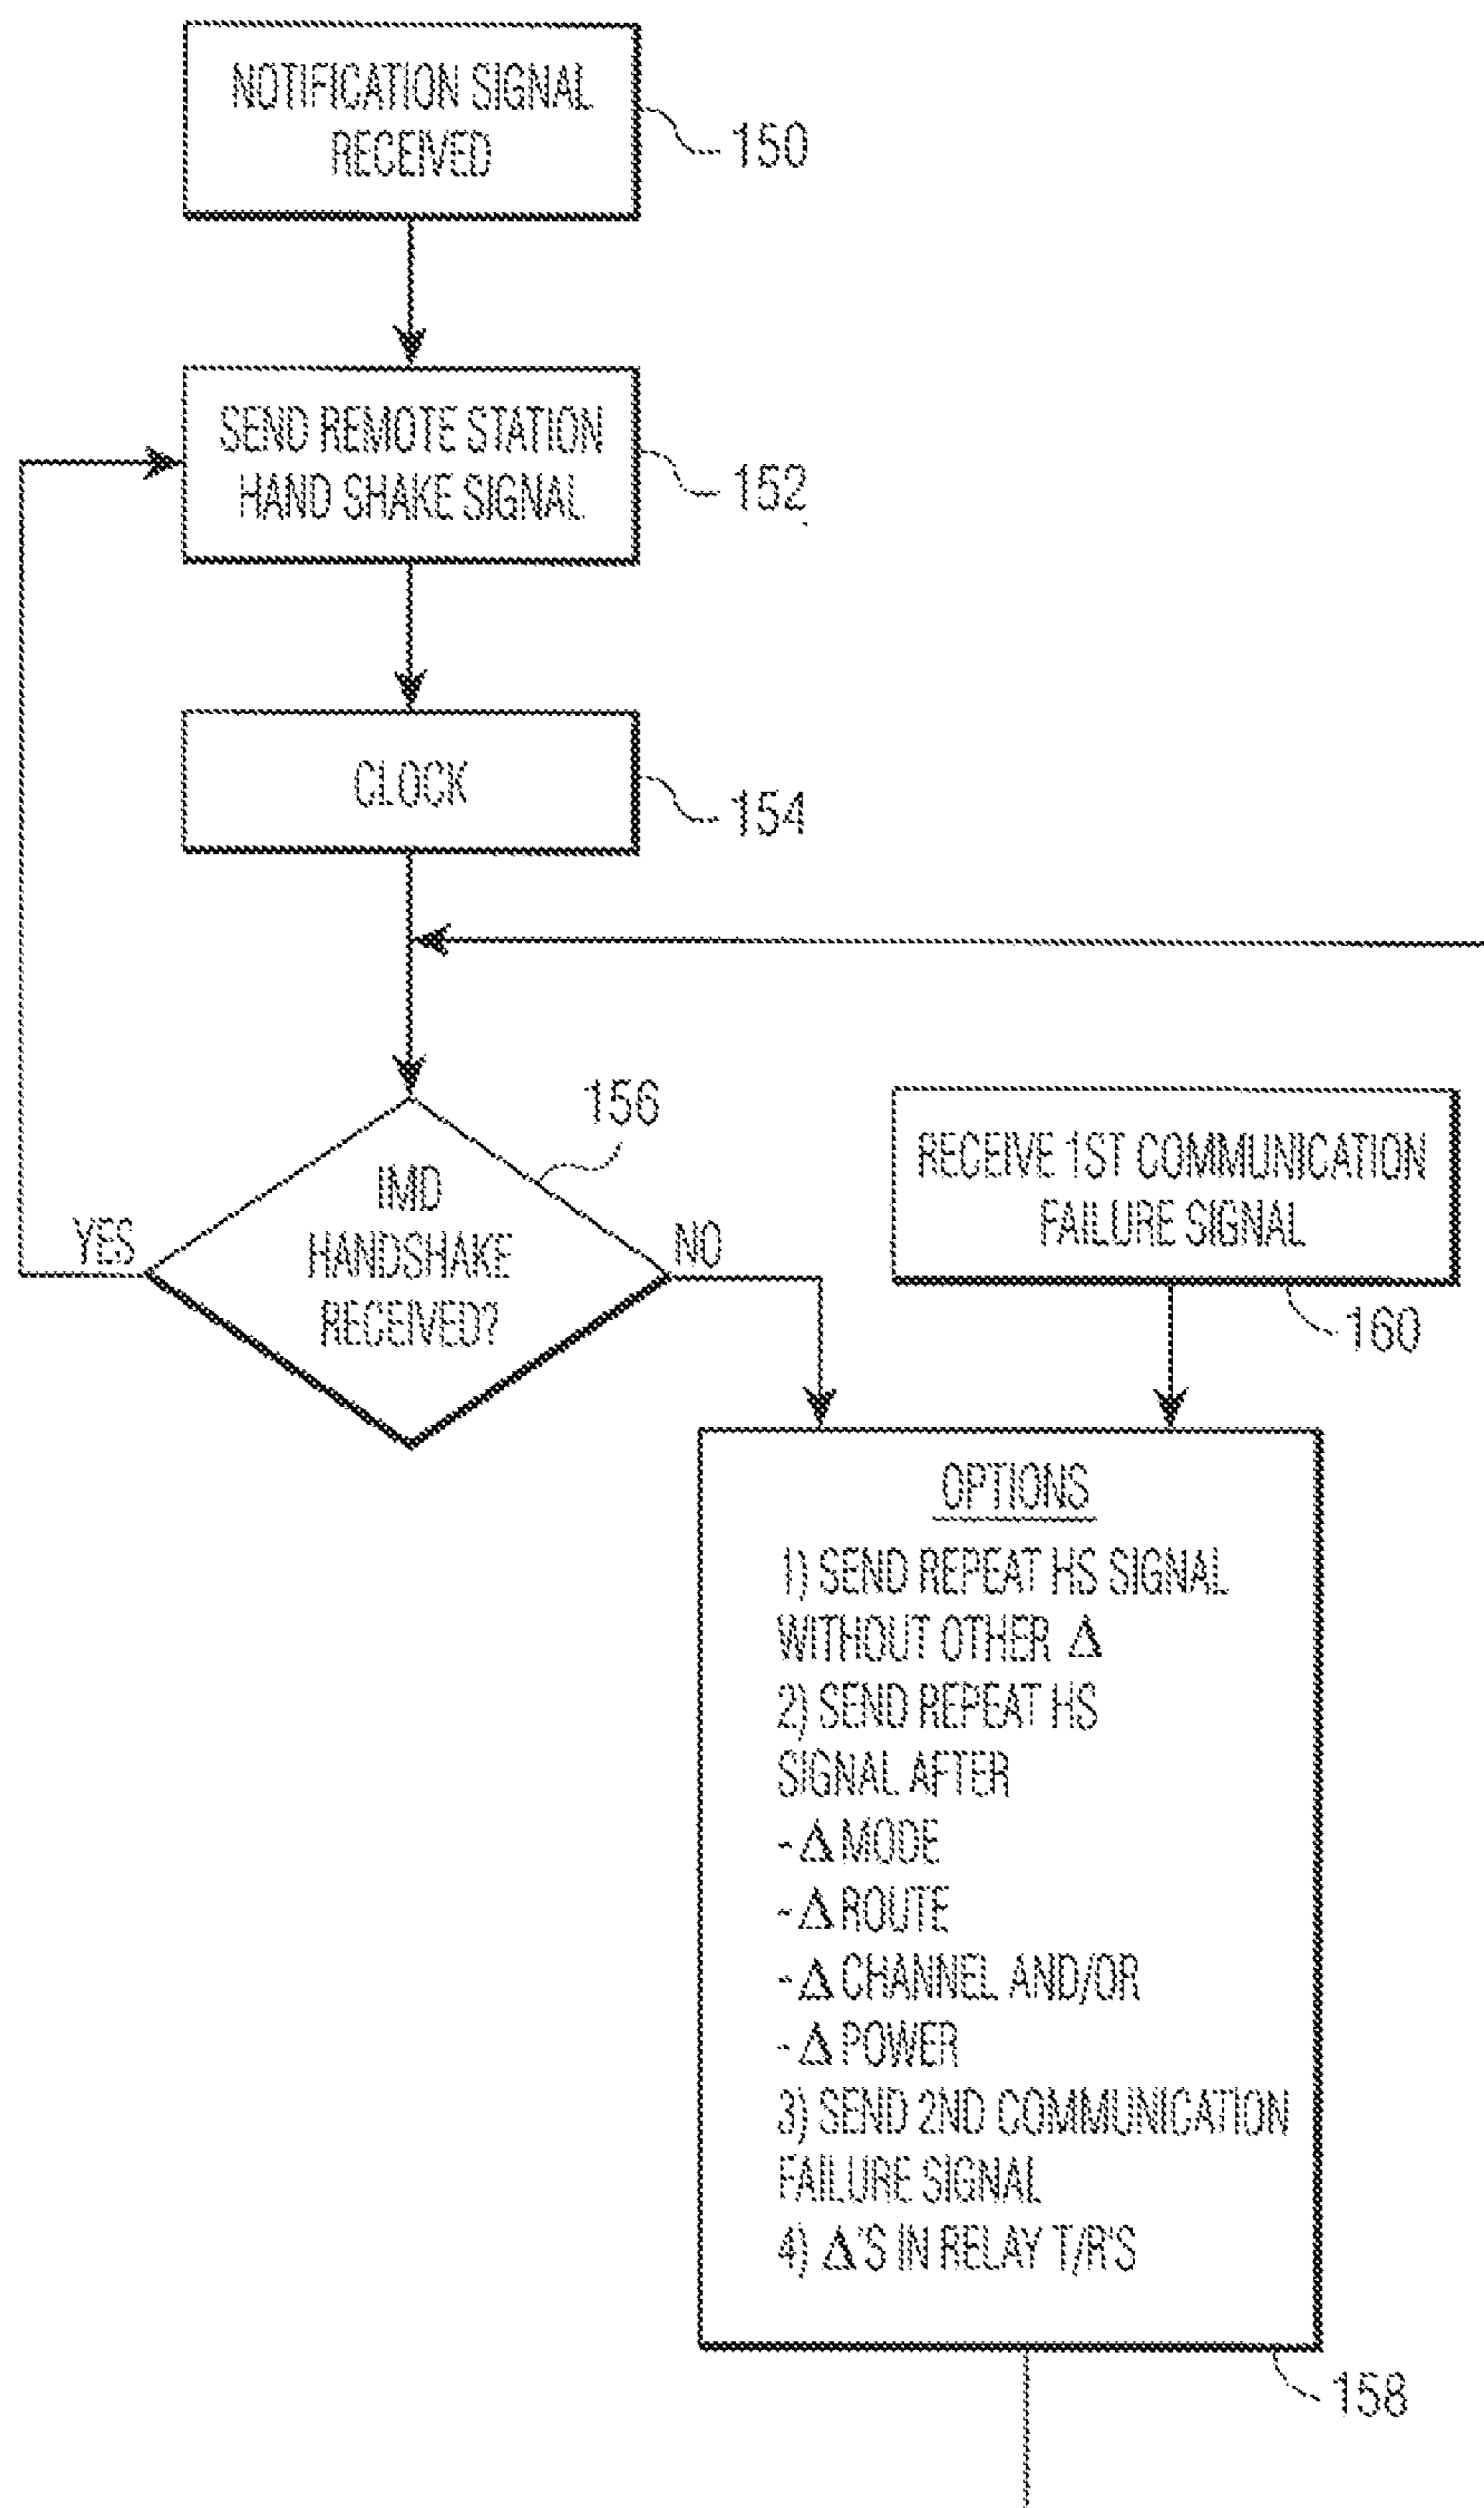 NOTIFICATION SIGNAL
RECEIVED
150
SEND REMOTE STATION
HAND SHAKE SIGNAL
152
CLOCK
154
156
IMD
HANDSHAKE
RECEIVED?
YES
NO
RECEIVE 1ST COMMUNICATION
FAILURE SIGNAL
160
OPTIONS
1) SEND REPEAT HS SIGNAL
WITHOUT OTHER Δ
2) SEND REPEAT HS
SIGNAL AFTER
-Δ MODE
-Δ ROUTE
-Δ CHANNEL AND/OR
-Δ POWER
3) SEND 2ND COMMUNICATION
FAILURE SIGNAL
4) Δ'S IN RELAY T/R'S
158